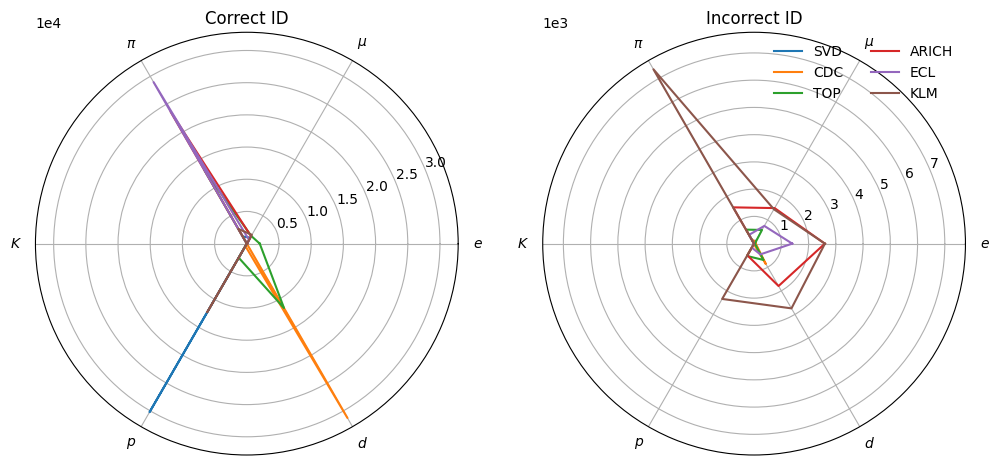 Correct ID
1e4
π
μ
K
e
p
d
0.5
1.0
1.5
2.0
2.5
3.0
Incorrect ID
1e3
π
μ
K
e
p
d
1
2
3
4
5
6
7
SVD
CDC
TOP
ARICH
ECL
KLM